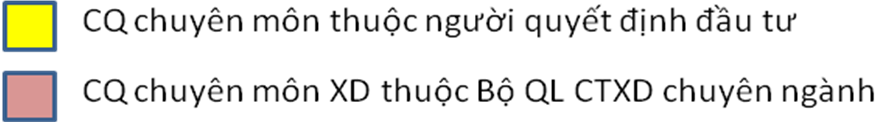 CQ chuyên môn thuộc người quyết định đầu tư
CQ chuyên môn XD thuộc Bộ QL CTXD chuyên ngành